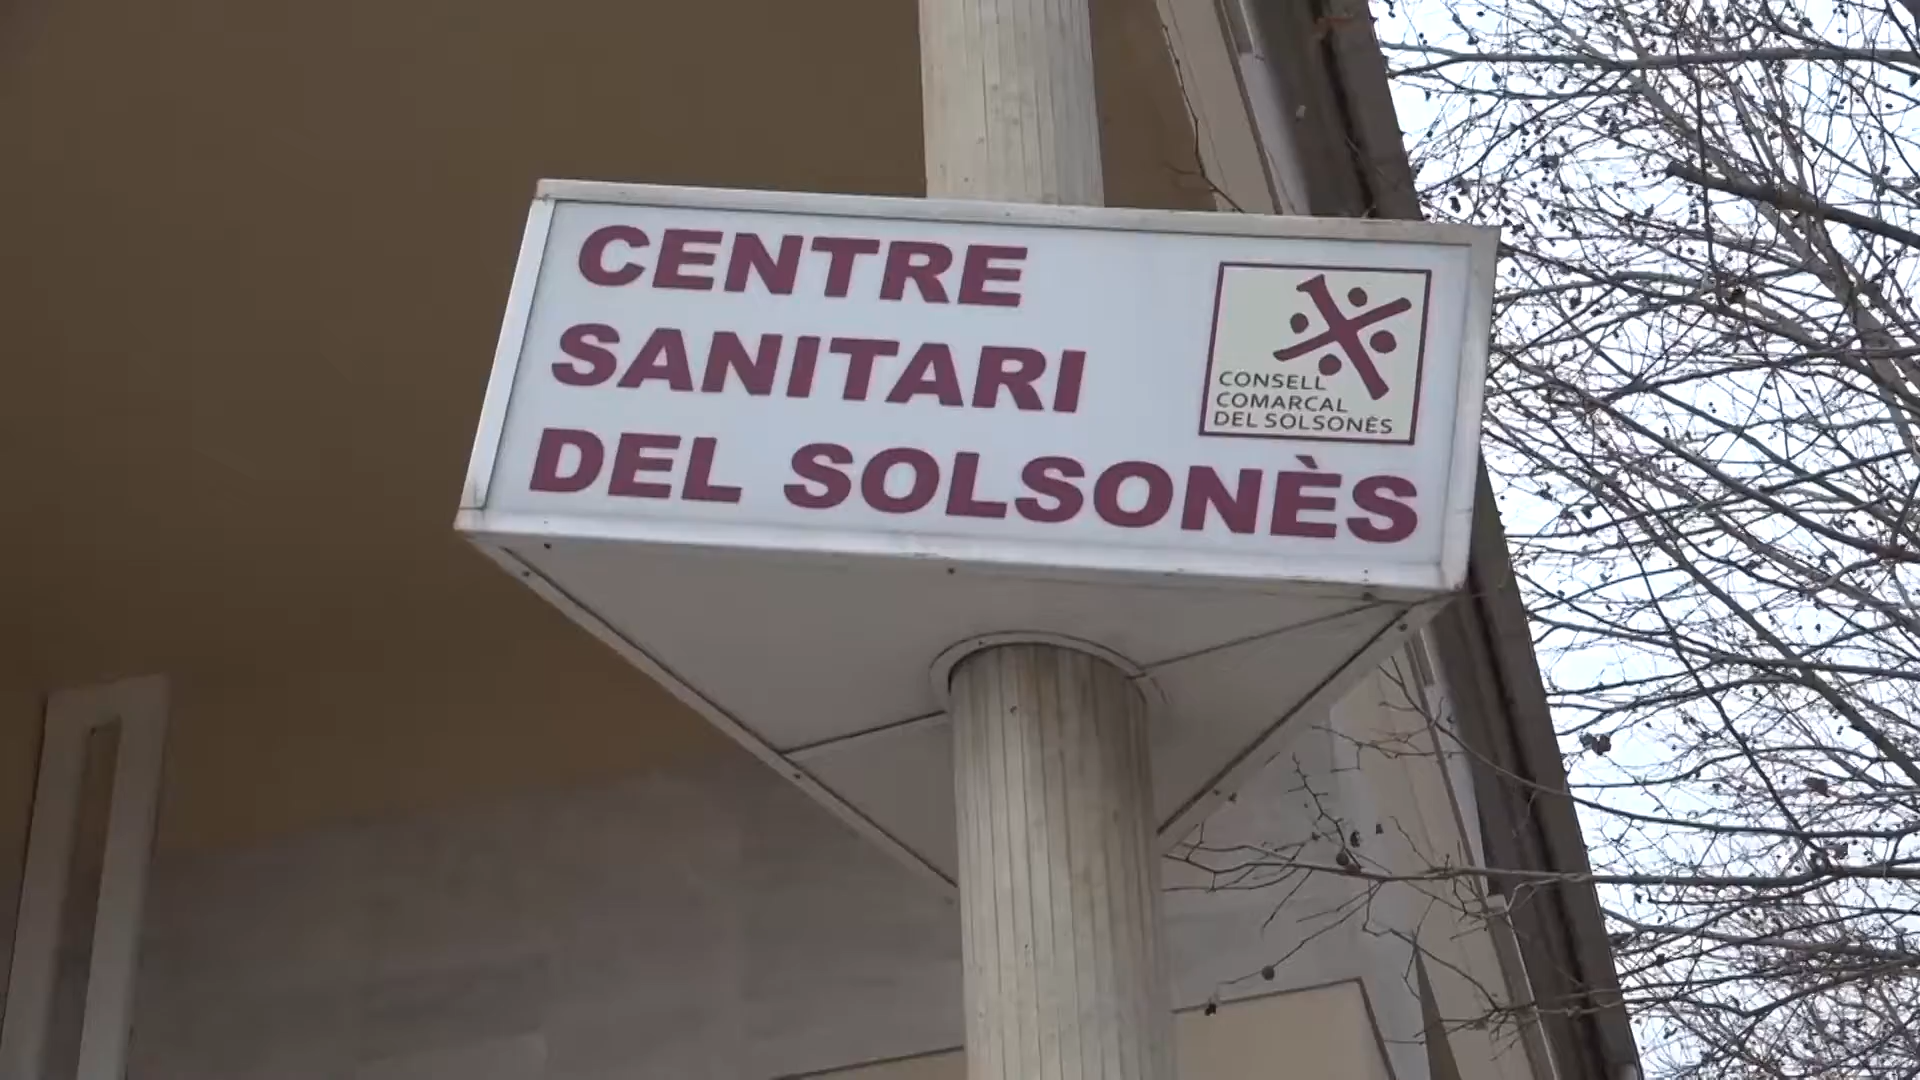 CENTRE
SANITARI
DEL SOLSONÈS
CONSELL
COMARCAL
DEL SOLSONÈS